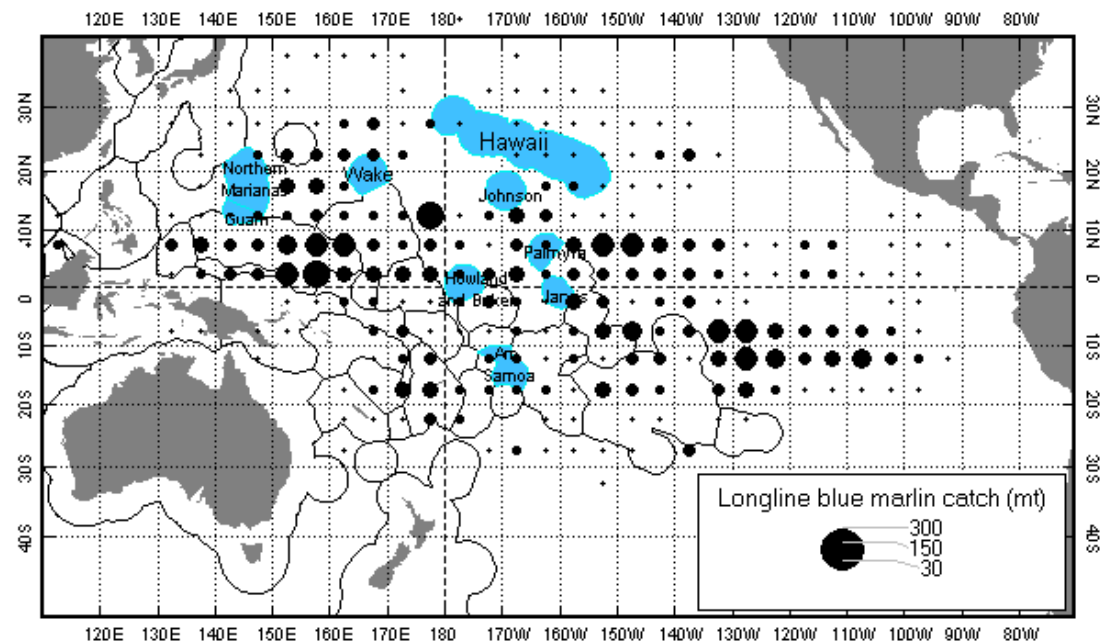 120E 130E 140E 150E 160E 170E 180+ 170W 160W 150W 140W 130W 120W 110W 100W 90W 80W
30N 30N
Hawaii
20N Northern Wake 20N
Marianas Johnson
Guam
10N 10N
Palmyra
0 Howland 0
and Baker Jarvis
10S Am 10S
Samoa
20S 20S
30S 30S
Longline blue marlin catch (mt)
300
150
30
40S 40S
120E 130E 140E 150E 160E 170E 180 170W 160W 150W 140W 130W 120W 110W 100W 90W 80W